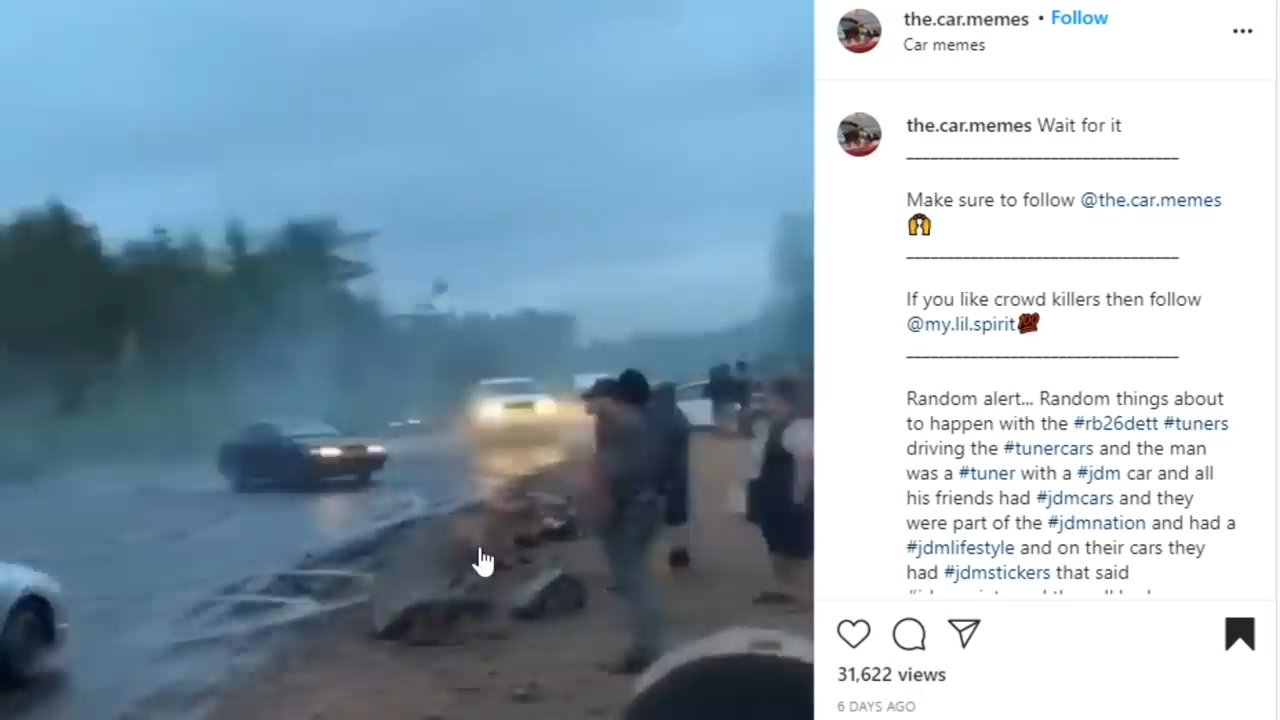 the.car.memes • Follow
Car memes
the.car.memes Wait for it
Make sure to follow @the.car.memes
🙌
If you like crowd killers then follow
@my.lil.spirit💯
Random alert... Random things about
to happen with the #rb26dett #tuners
driving the #tunercars and the man
was a #tuner with a #jdm car and all
his friends had #jdmcars and they
were part of the #jdmnation and had a
#jdmlifestyle and on their cars they
had #jdmstickers that said
31,622 views
6 DAYS AGO